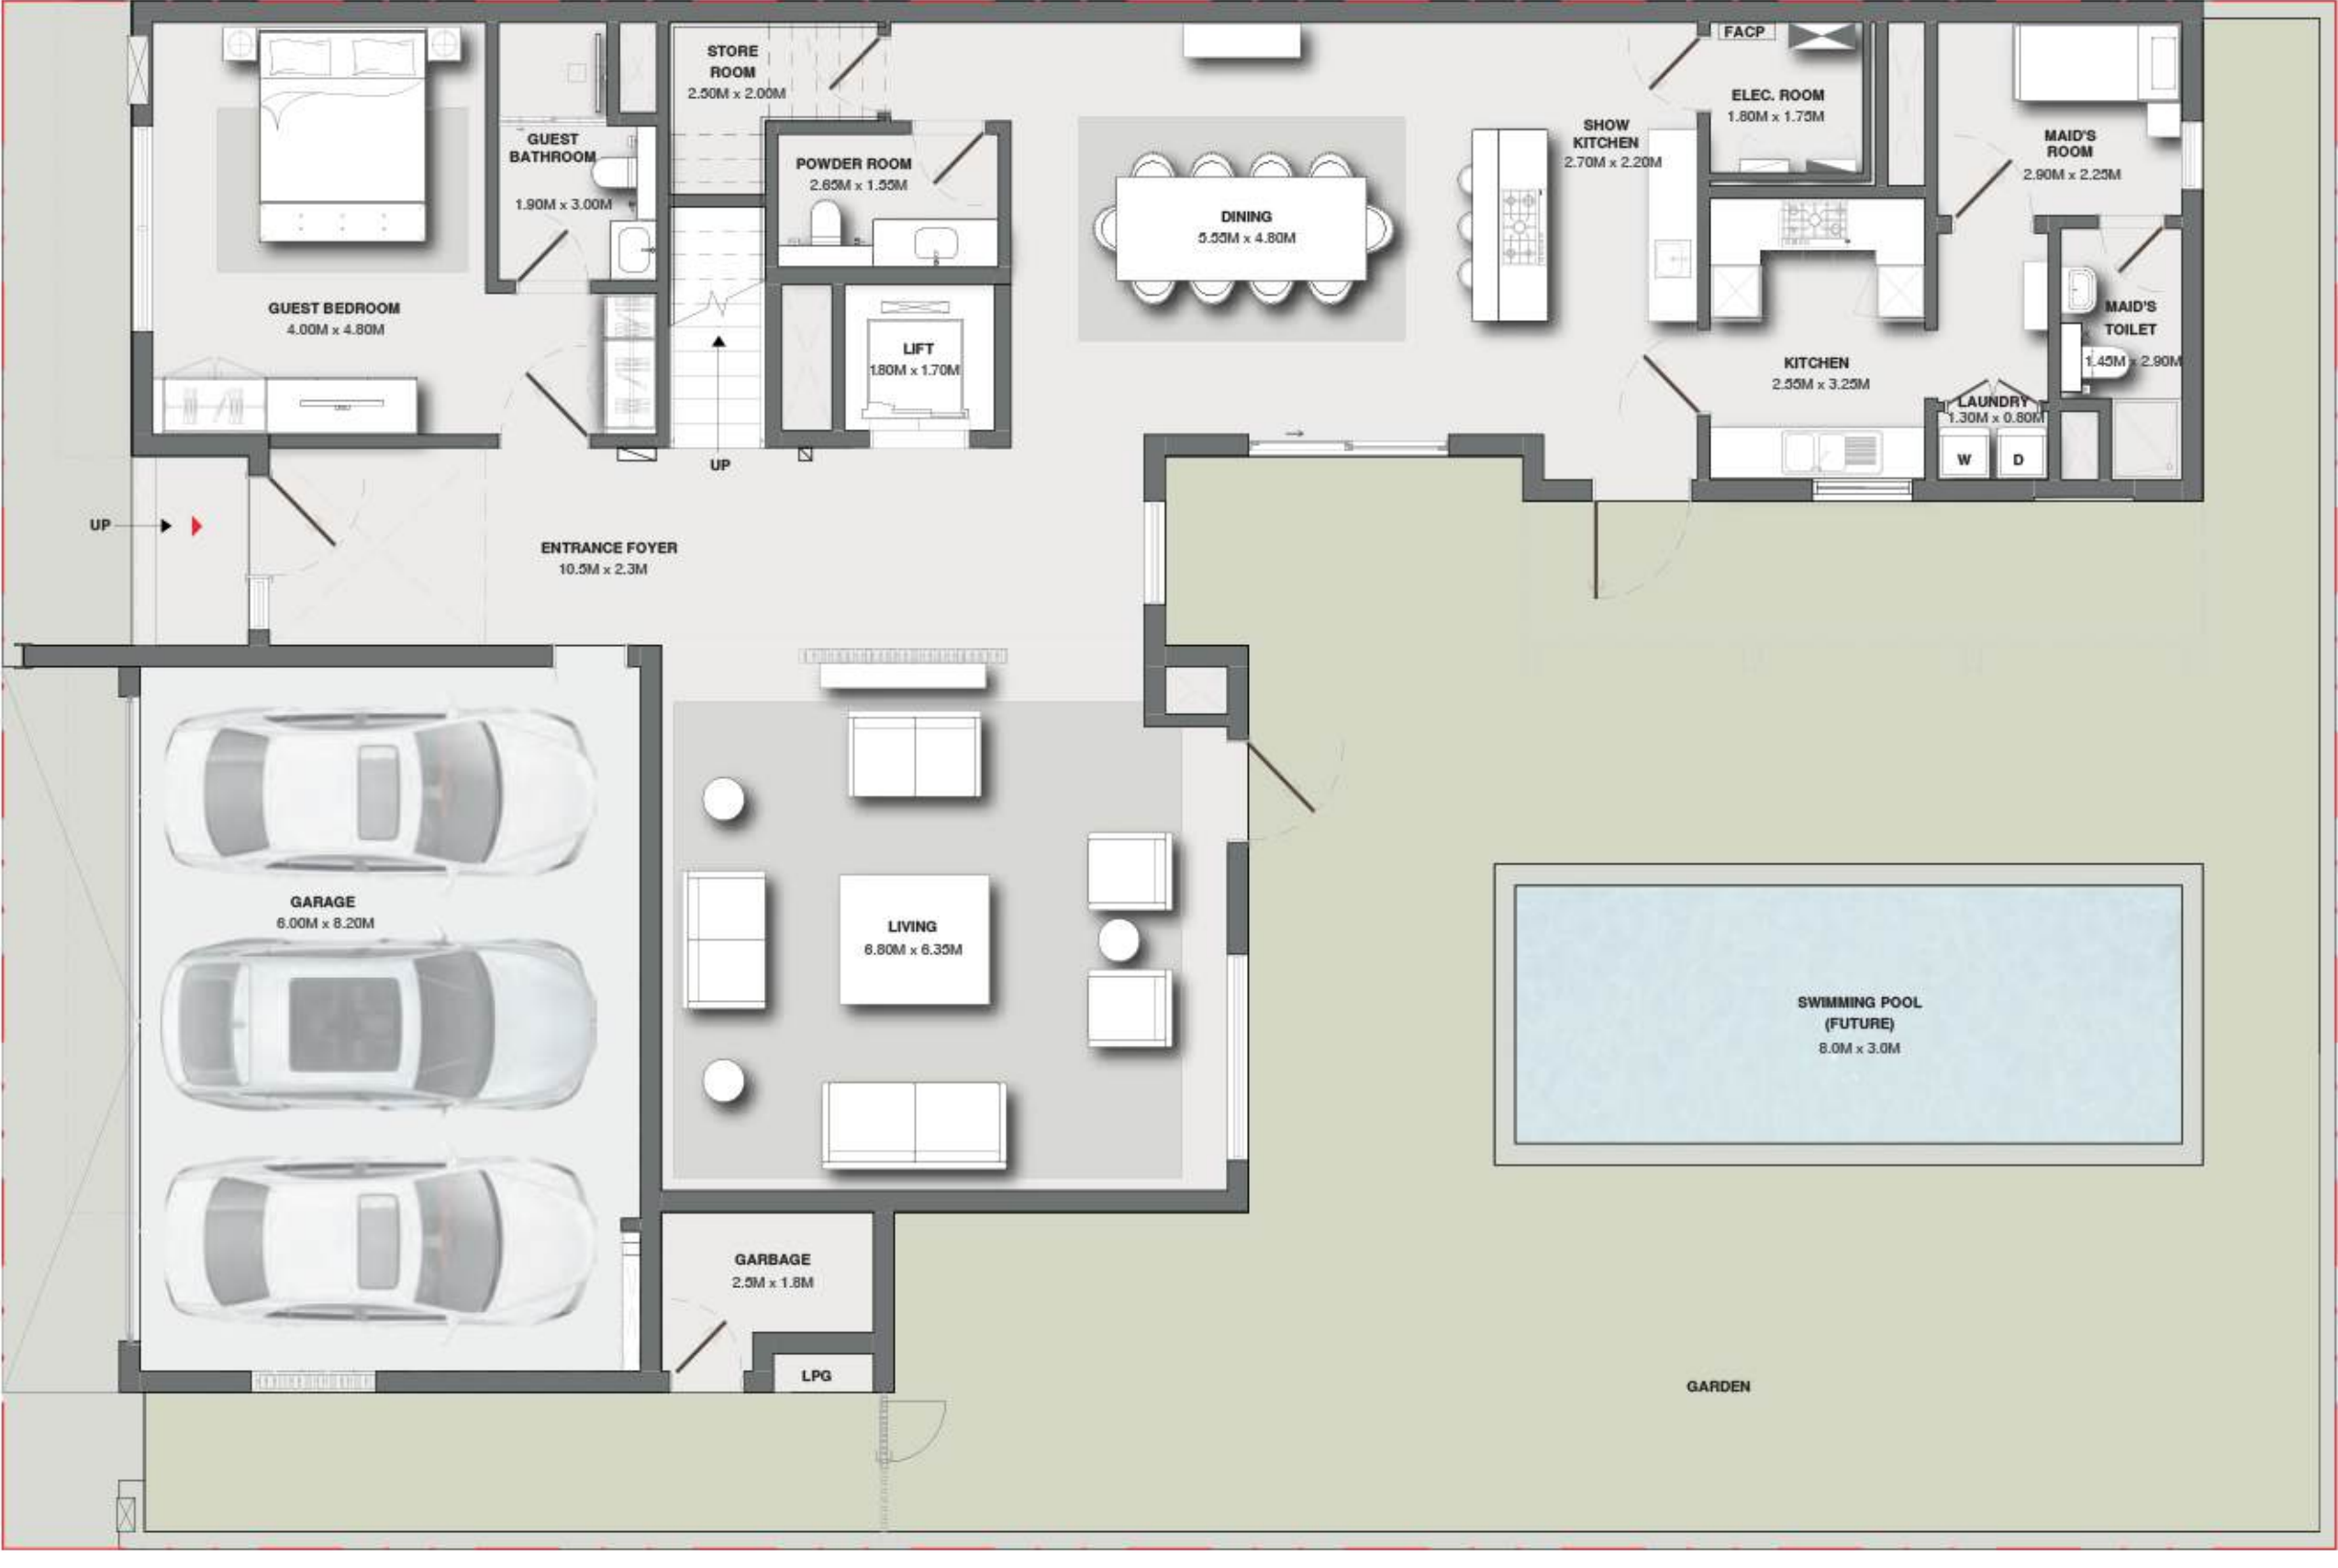 STORE
ROOM
2.50M x 2.00M
FACP
ELEC. ROOM
1.80M x 1.75M
GUEST
BATHROOM
1.90M x 3.00M
POWDER ROOM
2.65M x 1.55M
SHOW
KITCHEN
2.70M x 2.20M
MAID'S
ROOM
2.90M x 2.25M
DINING
5.55M x 4.80M
GUEST BEDROOM
4.00M x 4.80M
LIFT
1.80M x 1.70M
KITCHEN
2.55M x 3.25M
MAID'S
TOILET
1.45M x 2.90M
LAUNDRY
1.30M x 0.80M
W
D
UP
UP
ENTRANCE FOYER
10.5M x 2.3M
GARAGE
6.00M x 8.20M
LIVING
6.80M x 6.35M
SWIMMING POOL
(FUTURE)
8.0M x 3.0M
GARBAGE
2.5M x 1.8M
LPG
GARDEN